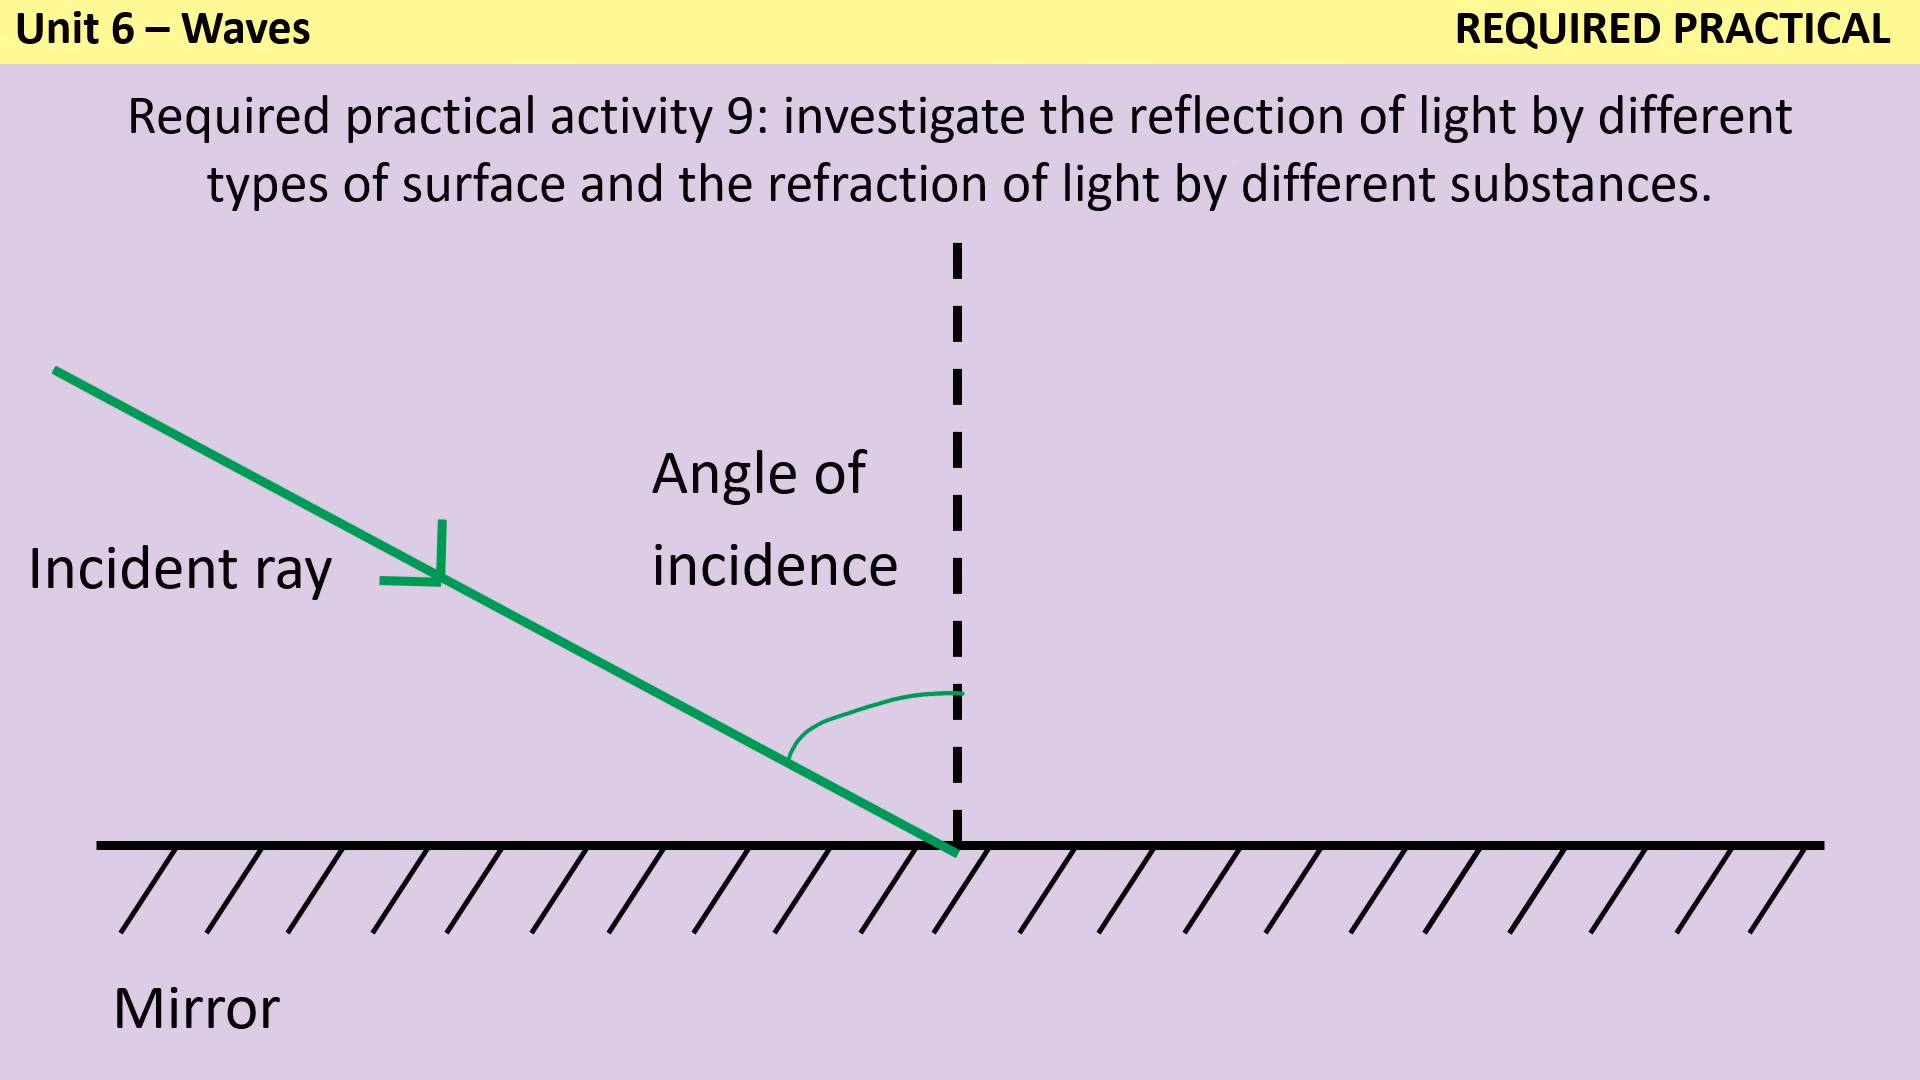 Unit 6 – Waves
REQUIRED PRACTICAL
Required practical activity 9: investigate the reflection of light by different
types of surface and the refraction of light by different substances.
Angle of
incidence
Incident ray
Mirror